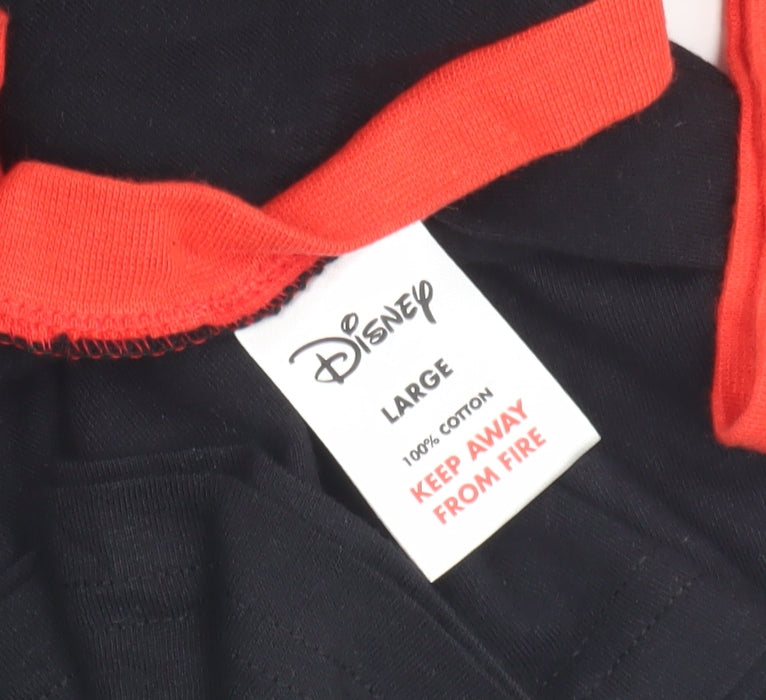 Disney
LARGE
100% COTTON
KEEP AWAY
FROM FIRE